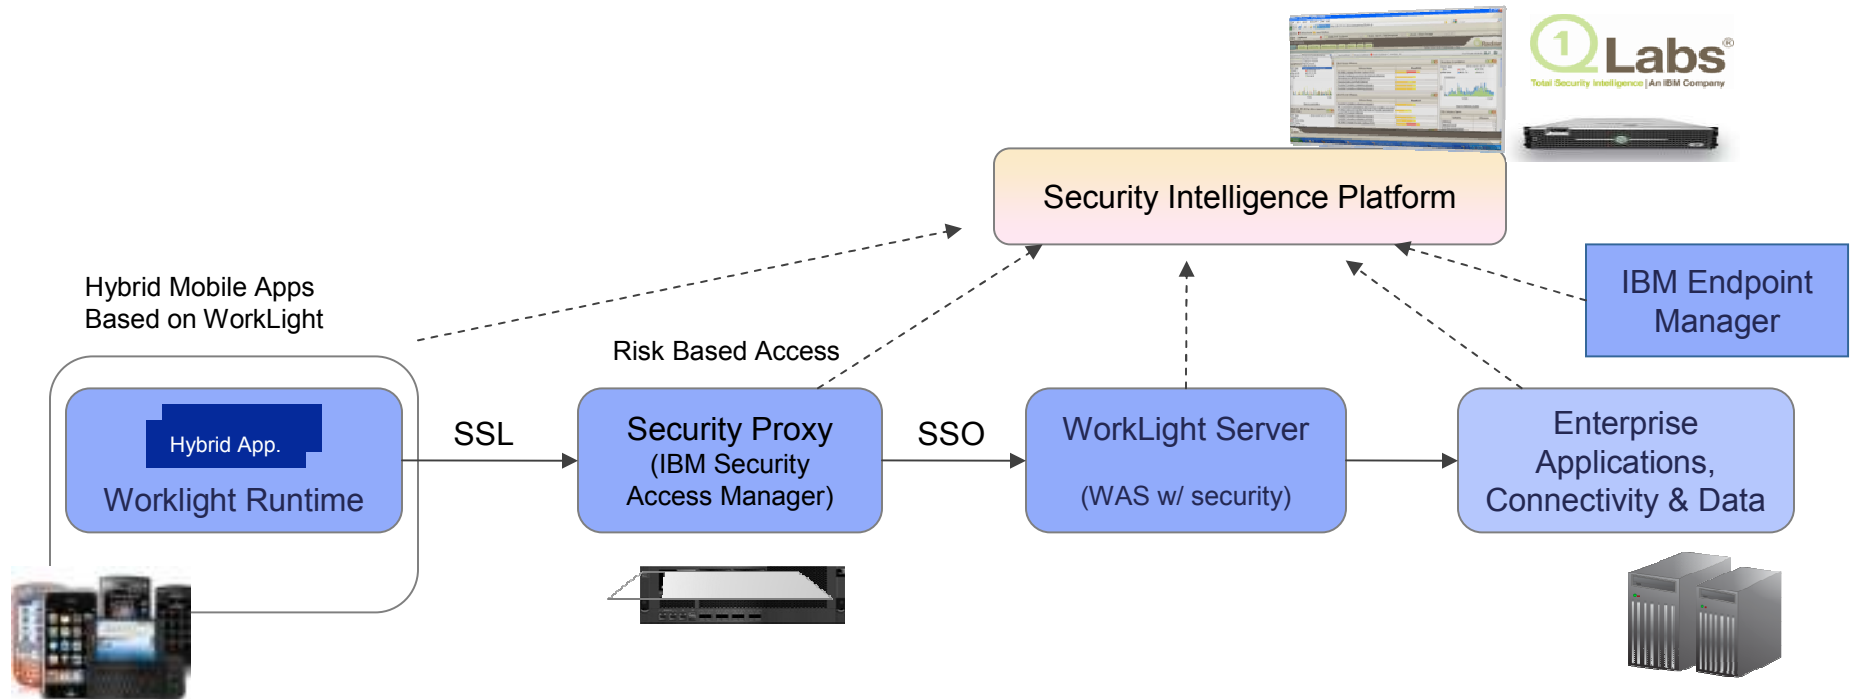 1
Q Labs®
Total Security Intelligence | An IBM Company
Security Intelligence Platform
IBM Endpoint
Manager
Hybrid Mobile Apps
Based on WorkLight
Risk Based Access
Hybrid App.
Worklight Runtime
SSL
Security Proxy
(IBM Security
Access Manager)
SSO
WorkLight Server
(WAS w/ security)
Enterprise
Applications,
Connectivity & Data